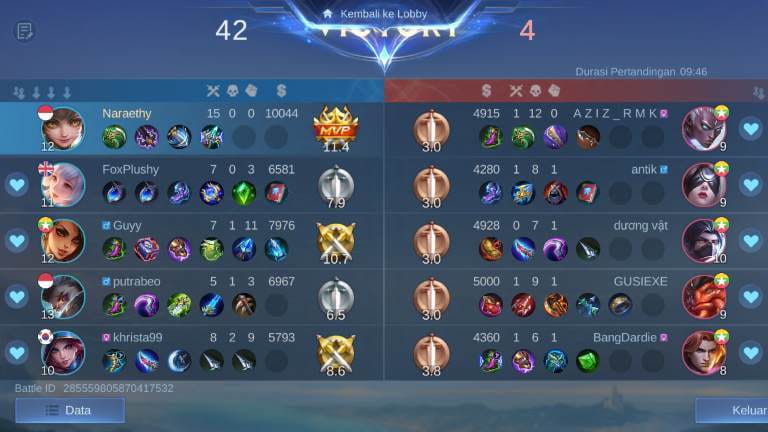 Kembali ke Lobby
42 VICTORY 4
Durasi Pertandingan 09:46
Naraethy 15 0 0 10044 MVP 11.4 12
3.0 4915 1 12 0 A Z I Z _ R M K 9
FoxPlushy 7 0 3 6581 7.9 11
3.0 4280 1 8 1 antik 9
Guyy 7 1 11 7976 10.7 12
3.0 4928 0 7 1 dương vật 10
putrabeo 5 1 3 6967 6.5 13
3.0 5000 1 9 1 GUSIEXE 9
khrista99 8 2 9 5793 8.6 10
3.8 4360 1 6 1 BangDardie 8
Battle ID 285559805870417532
Data
Keluar